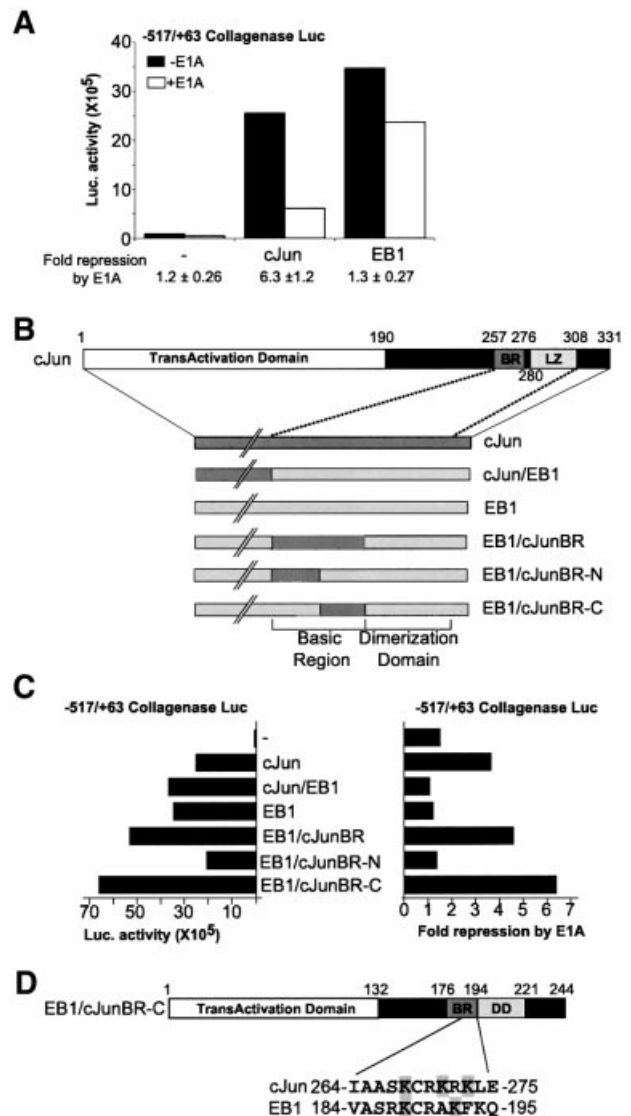 A
-517/+63 Collagenase Luc
-E1A
+E1A
Luc. activity (X10⁵)
40
30
20
10
0
- cJun EB1
Fold repression by E1A 1.2 ± 0.26 6.3 ±1.2 1.3 ± 0.27
B
1 190 257 276 308 331
cJun TransActivation Domain BR LZ
280
cJun
cJun/EB1
EB1
EB1/cJunBR
EB1/cJunBR-N
EB1/cJunBR-C
Basic Region Dimerization Domain
C
-517/+63 Collagenase Luc -517/+63 Collagenase Luc
-
cJun
cJun/EB1
EB1
EB1/cJunBR
EB1/cJunBR-N
EB1/cJunBR-C
70 50 30 10 0 1 2 3 4 5 6 7
Luc. activity (X10⁵) Fold repression by E1A
D
1 132 176 194 221 244
EB1/cJunBR-C TransActivation Domain BR DD
cJun 264-IAASKCRKRKLE-275
EB1 184-VASRKCRAKFKQ-195